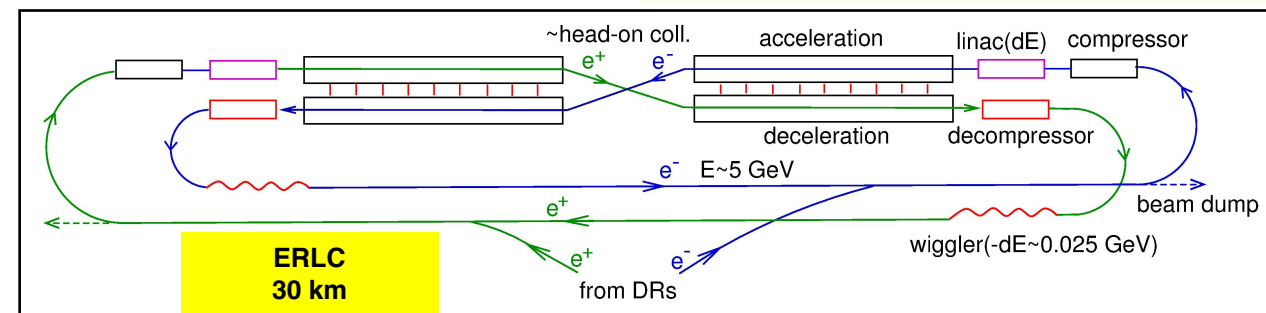 ~head-on coll.
acceleration
linac(dE)
compressor
e+
e-
deceleration
decompressor
e-
E~5 GeV
beam dump
e+
wiggler(-dE~0.025 GeV)
ERLC
30 km
e+
e-
from DRs